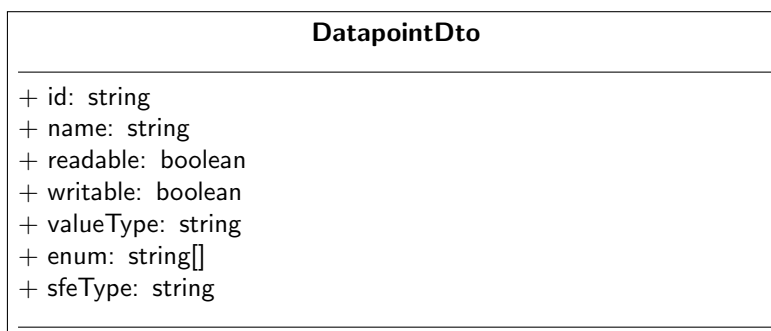 DatapointDto
+ id: string
+ name: string
+ readable: boolean
+ writable: boolean
+ valueType: string
+ enum: string[]
+ sfeType: string